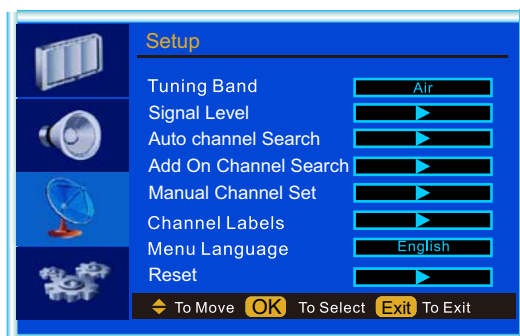 Setup
Tuning Band Air
Signal Level
Auto channel Search
Add On Channel Search
Manual Channel Set
Channel Labels
Menu Language English
Reset
To Move OK To Select Exit To Exit